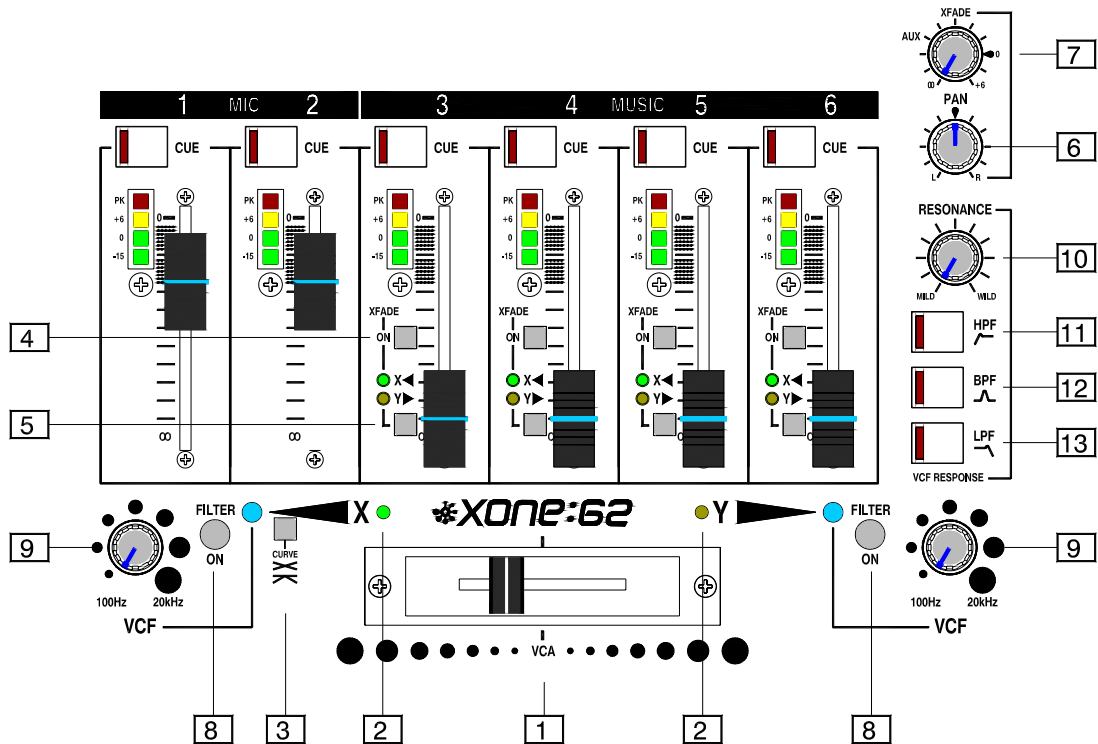 XFADE
AUX
0
∞ +6
7
PAN
L R
6
1 MIC 2 3 4 MUSIC 5 6
CUE CUE CUE CUE CUE CUE
PK PK PK PK PK PK
+6 0 +6 0 +6 0 +6 0 +6 0 +6 0
0 0 0 0 0 0
-15 -15 -15 -15 -15 -15
RESONANCE
MILD WILD
10
XFADE XFADE XFADE XFADE
4
ON ON ON ON
HPF
11
X X X X
Y Y Y Y
BPF
12
5
∞ ∞
LPF
13
VCF RESPONSE
FILTER
ON
X
XONE:62
Y
FILTER
ON
9
100Hz 20kHz
VCF
CURVE
9
100Hz 20kHz
VCF
VCA
8 3 2 1 2 8